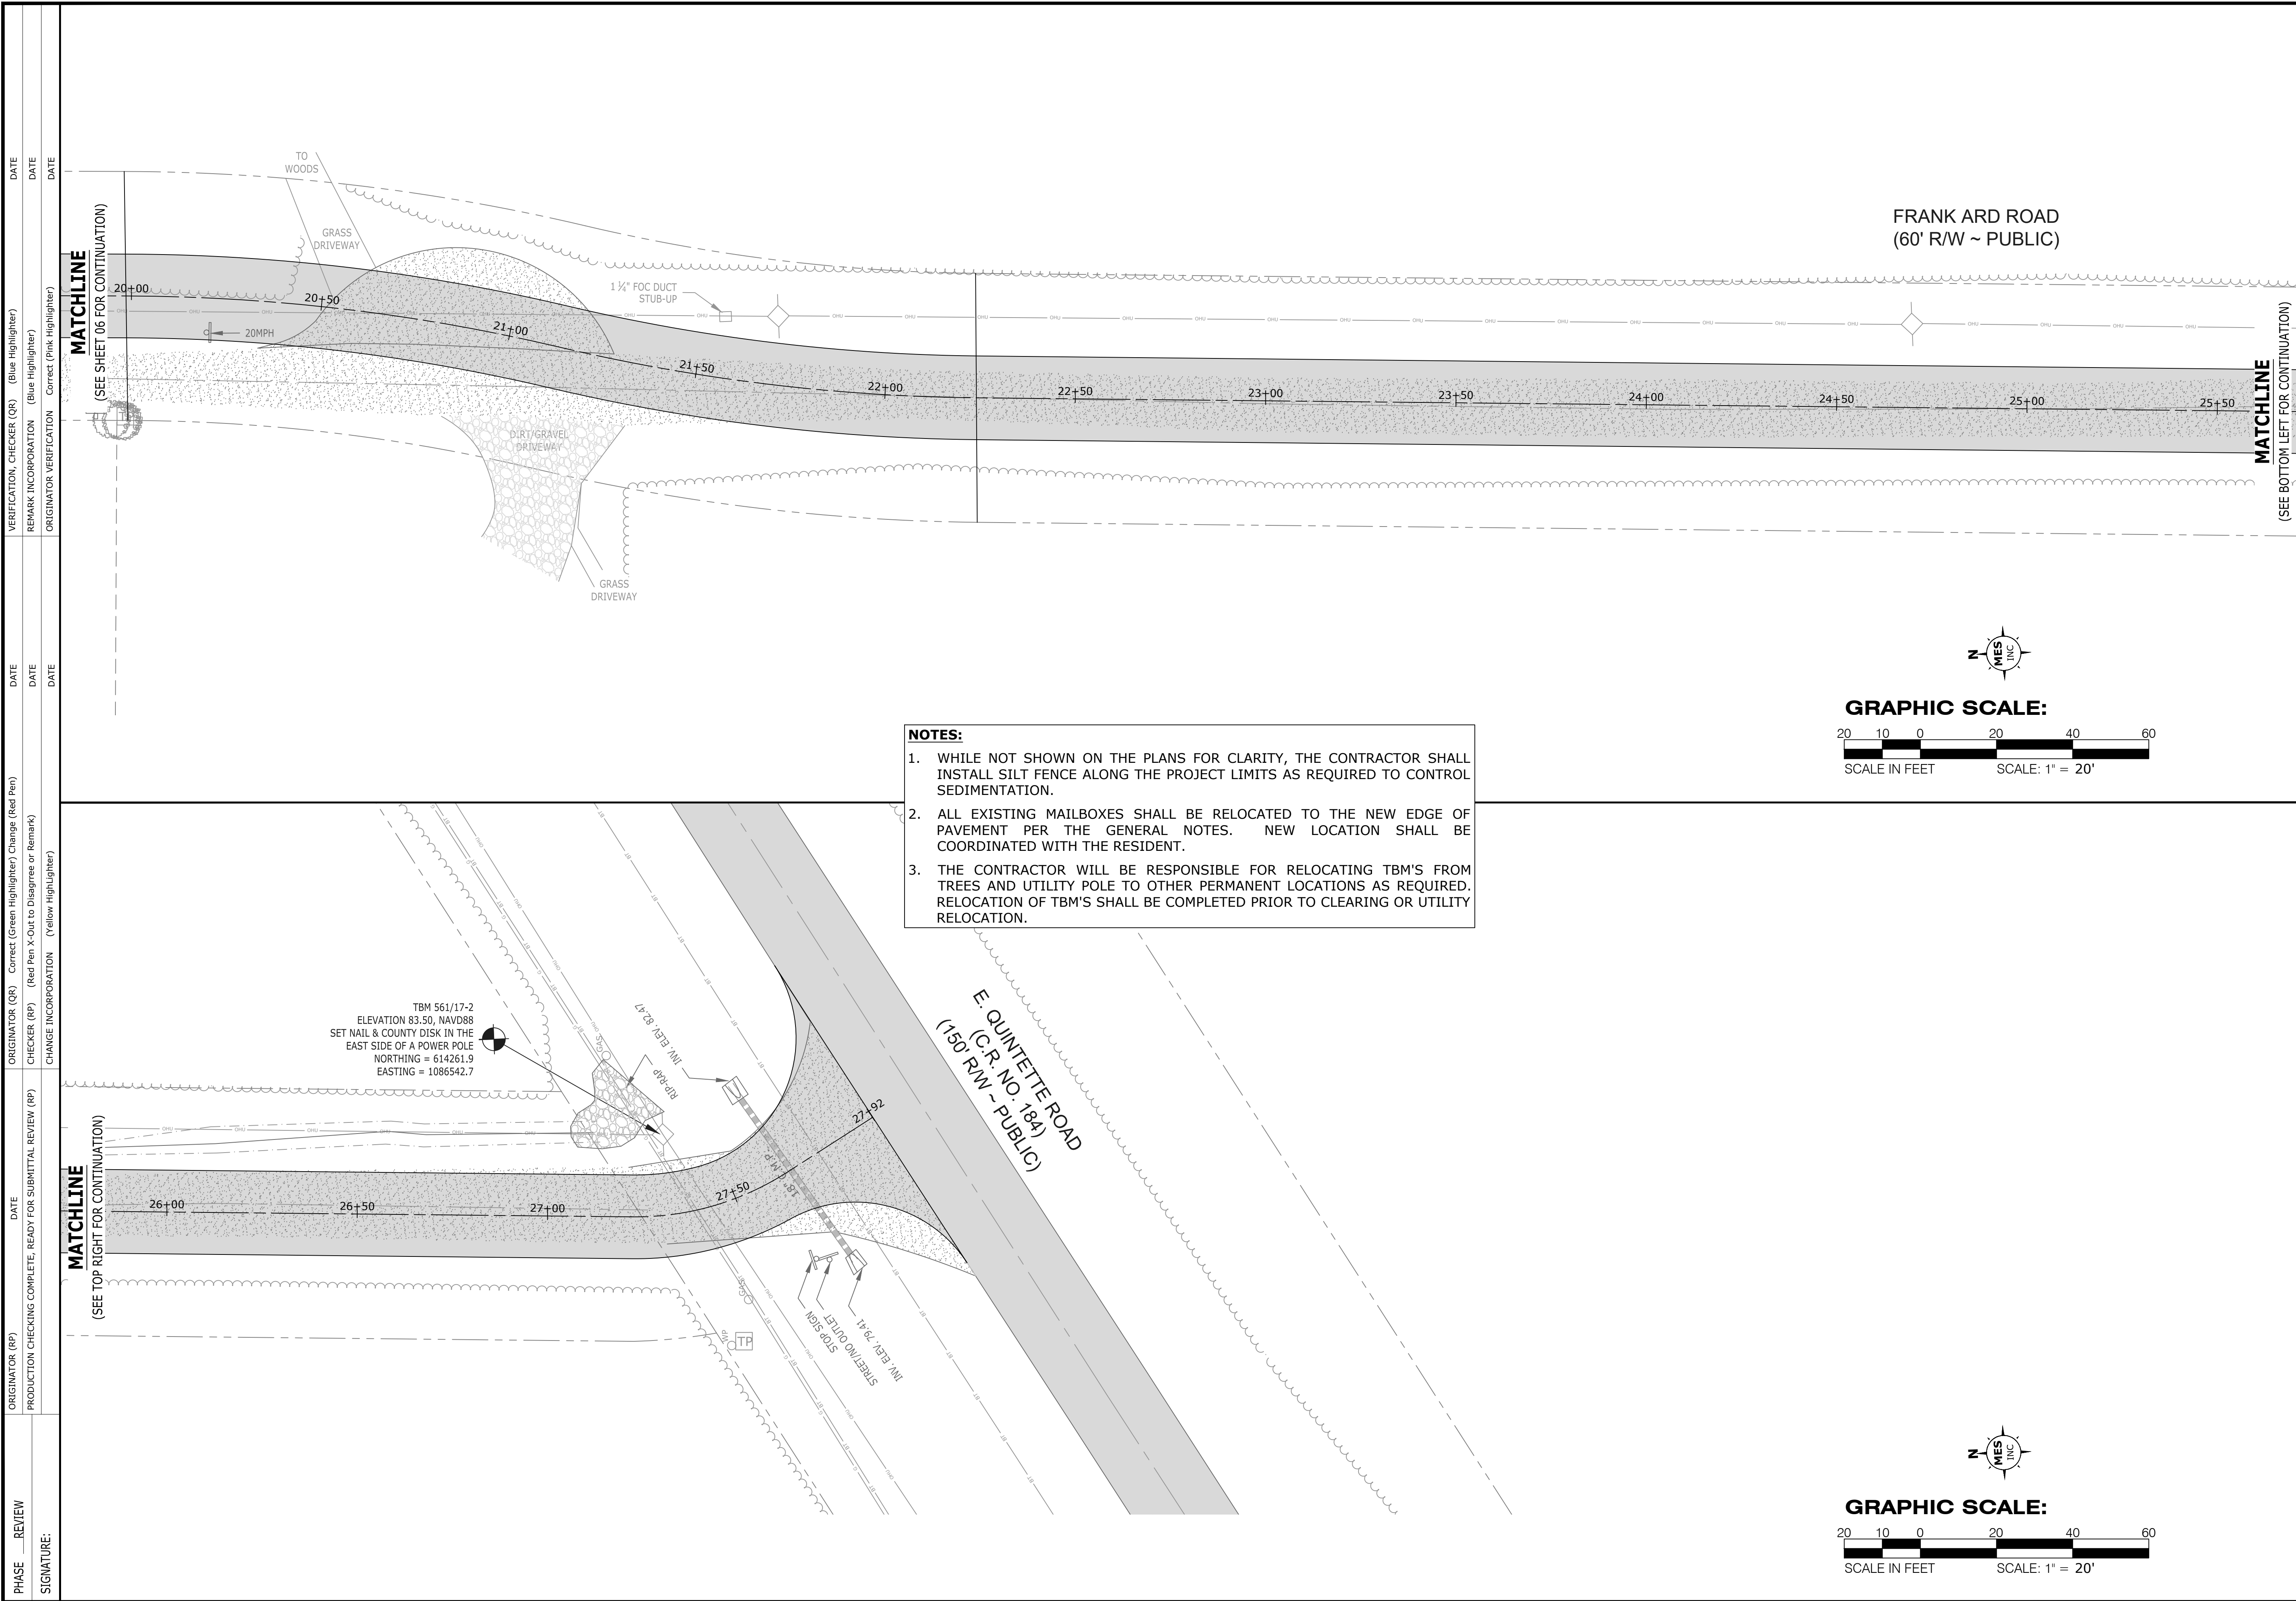 VERIFICATION, CHECKER (QR) (Blue Highlighter) DATE
REMARK INCORPORATION (Blue Highlighter) DATE
ORIGINATOR VERIFICATION Correct (Pink Highlighter) DATE
ORIGINATOR (QR) Correct (Green Highlighter) Change (Red Pen) DATE
CHECKER (RP) (Red Pen X-Out to Disagrree or Remark) DATE
CHANGE INCORPORATION (Yellow HighLighter) DATE
ORIGINATOR (RP) DATE
PRODUCTION CHECKING COMPLETE, READY FOR SUBMITTAL REVIEW (RP)
PHASE REVIEW
SIGNATURE:
MATCHLINE
(SEE SHEET 06 FOR CONTINUATION)
TO
WOODS
GRASS
DRIVEWAY
20+00
20+50
20MPH
21+00
1 ¼" FOC DUCT
STUB-UP
21+50
22+00
22+50
23+00
23+50
24+00
24+50
25+00
25+50
DIRT/GRAVEL
DRIVEWAY
GRASS
DRIVEWAY
OHU
FRANK ARD ROAD
(60' R/W ~ PUBLIC)
MATCHLINE
(SEE BOTTOM LEFT FOR CONTINUATION)
N
MES
INC
GRAPHIC SCALE:
20 10 0 20 40 60
SCALE IN FEET SCALE: 1" = 20'
NOTES:
1. WHILE NOT SHOWN ON THE PLANS FOR CLARITY, THE CONTRACTOR SHALL
INSTALL SILT FENCE ALONG THE PROJECT LIMITS AS REQUIRED TO CONTROL
SEDIMENTATION.
2. ALL EXISTING MAILBOXES SHALL BE RELOCATED TO THE NEW EDGE OF
PAVEMENT PER THE GENERAL NOTES. NEW LOCATION SHALL BE
COORDINATED WITH THE RESIDENT.
3. THE CONTRACTOR WILL BE RESPONSIBLE FOR RELOCATING TBM'S FROM
TREES AND UTILITY POLE TO OTHER PERMANENT LOCATIONS AS REQUIRED.
RELOCATION OF TBM'S SHALL BE COMPLETED PRIOR TO CLEARING OR UTILITY
RELOCATION.
TBM 561/17-2
ELEVATION 83.50, NAVD88
SET NAIL & COUNTY DISK IN THE
EAST SIDE OF A POWER POLE
NORTHING = 614261.9
EASTING = 1086542.7
GAS
INV. ELEV. 82.47
RIP-RAP
E. QUINTETTE ROAD
(C.R. NO. 184)
(150' R/W ~ PUBLIC)
MATCHLINE
(SEE TOP RIGHT FOR CONTINUATION)
26+00
26+50
27+00
27+50
27+92
18" C.M.P.
GAS
WP
TP
STOP SIGN
STREET/NO OUTLET
INV. ELEV. 79.41
N
MES
INC
GRAPHIC SCALE:
20 10 0 20 40 60
SCALE IN FEET SCALE: 1" = 20'